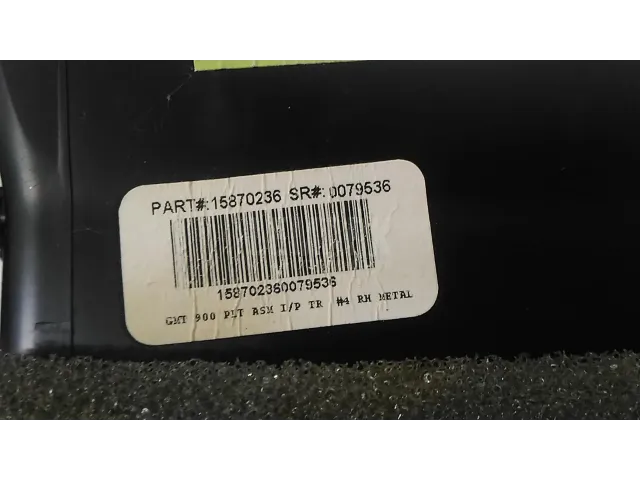 PART#:15870236 SR#:0079536
158702360079536
GMT 900 PLT ASM I/P TR #4 RH METAL